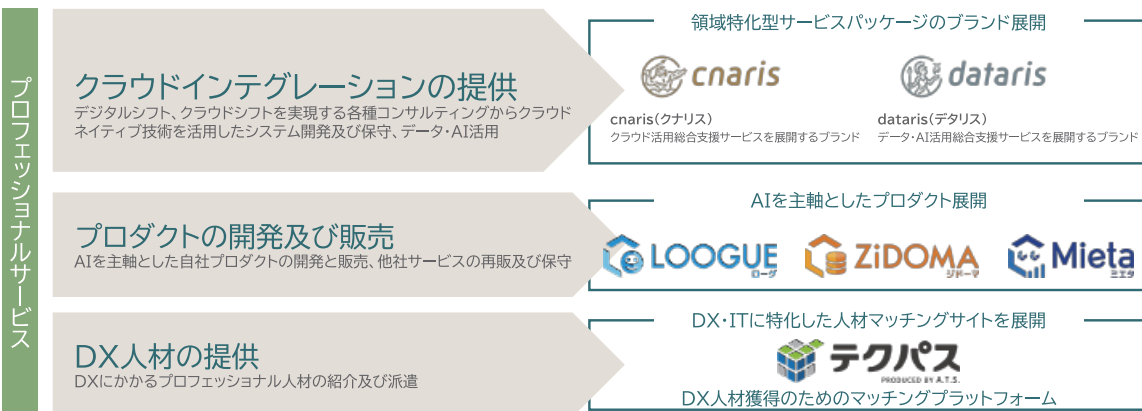 プロフェッショナルサービス
クラウドインテグレーションの提供
デジタルシフト、クラウドシフトを実現する各種コンサルティングからクラウド
ネイティブ技術を活用したシステム開発及び保守、データ・AI活用
領域特化型サービスパッケージのブランド展開
cnaris
cnaris（クナリス）
クラウド活用総合支援サービスを展開するブランド
dataris
dataris（デタリス）
データ・AI活用総合支援サービスを展開するブランド
プロダクトの開発及び販売
AIを主軸とした自社プロダクトの開発と販売、他社サービスの再販及び保守
AIを主軸としたプロダクト展開
LOOGUE
ローグ
ZiDOMA
ジドーマ
Mieta
ミエタ
DX人材の提供
DXにかかるプロフェッショナル人材の紹介及び派遣
DX・ITに特化した人材マッチングサイトを展開
テクパス
PRODUCED BY A.T.S.
DX人材獲得のためのマッチングプラットフォーム